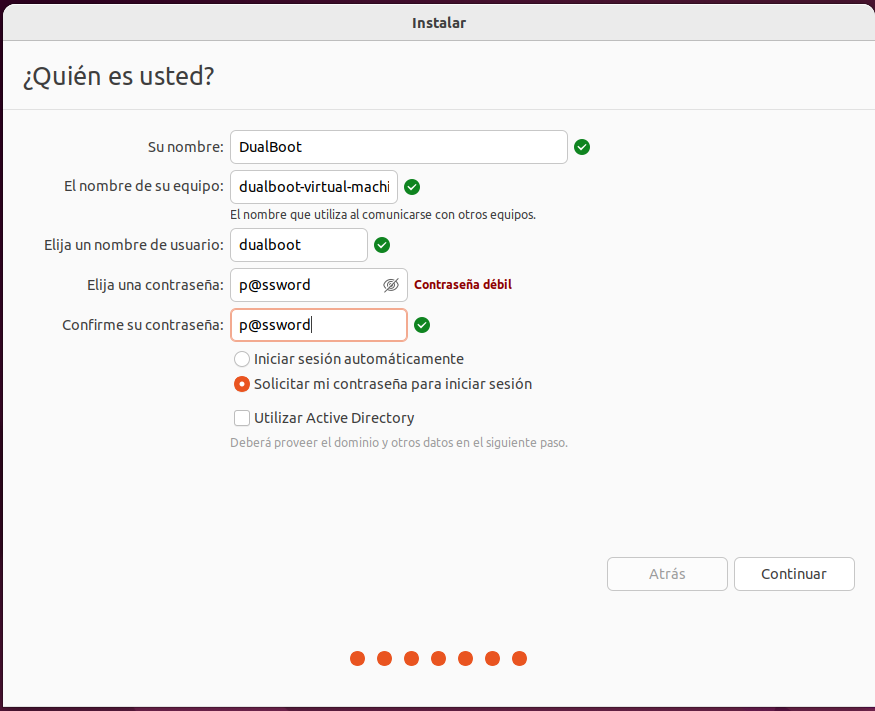 Instalar
¿Quién es usted?
Su nombre: DualBoot
El nombre de su equipo: dualboot-virtual-machi
El nombre que utiliza al comunicarse con otros equipos.
Elija un nombre de usuario: dualboot
Elija una contraseña: p@ssword Contraseña débil
Confirme su contraseña: p@ssword
Iniciar sesión automáticamente
Solicitar mi contraseña para iniciar sesión
Utilizar Active Directory
Deberá proveer el dominio y otros datos en el siguiente paso.
Atrás Continuar